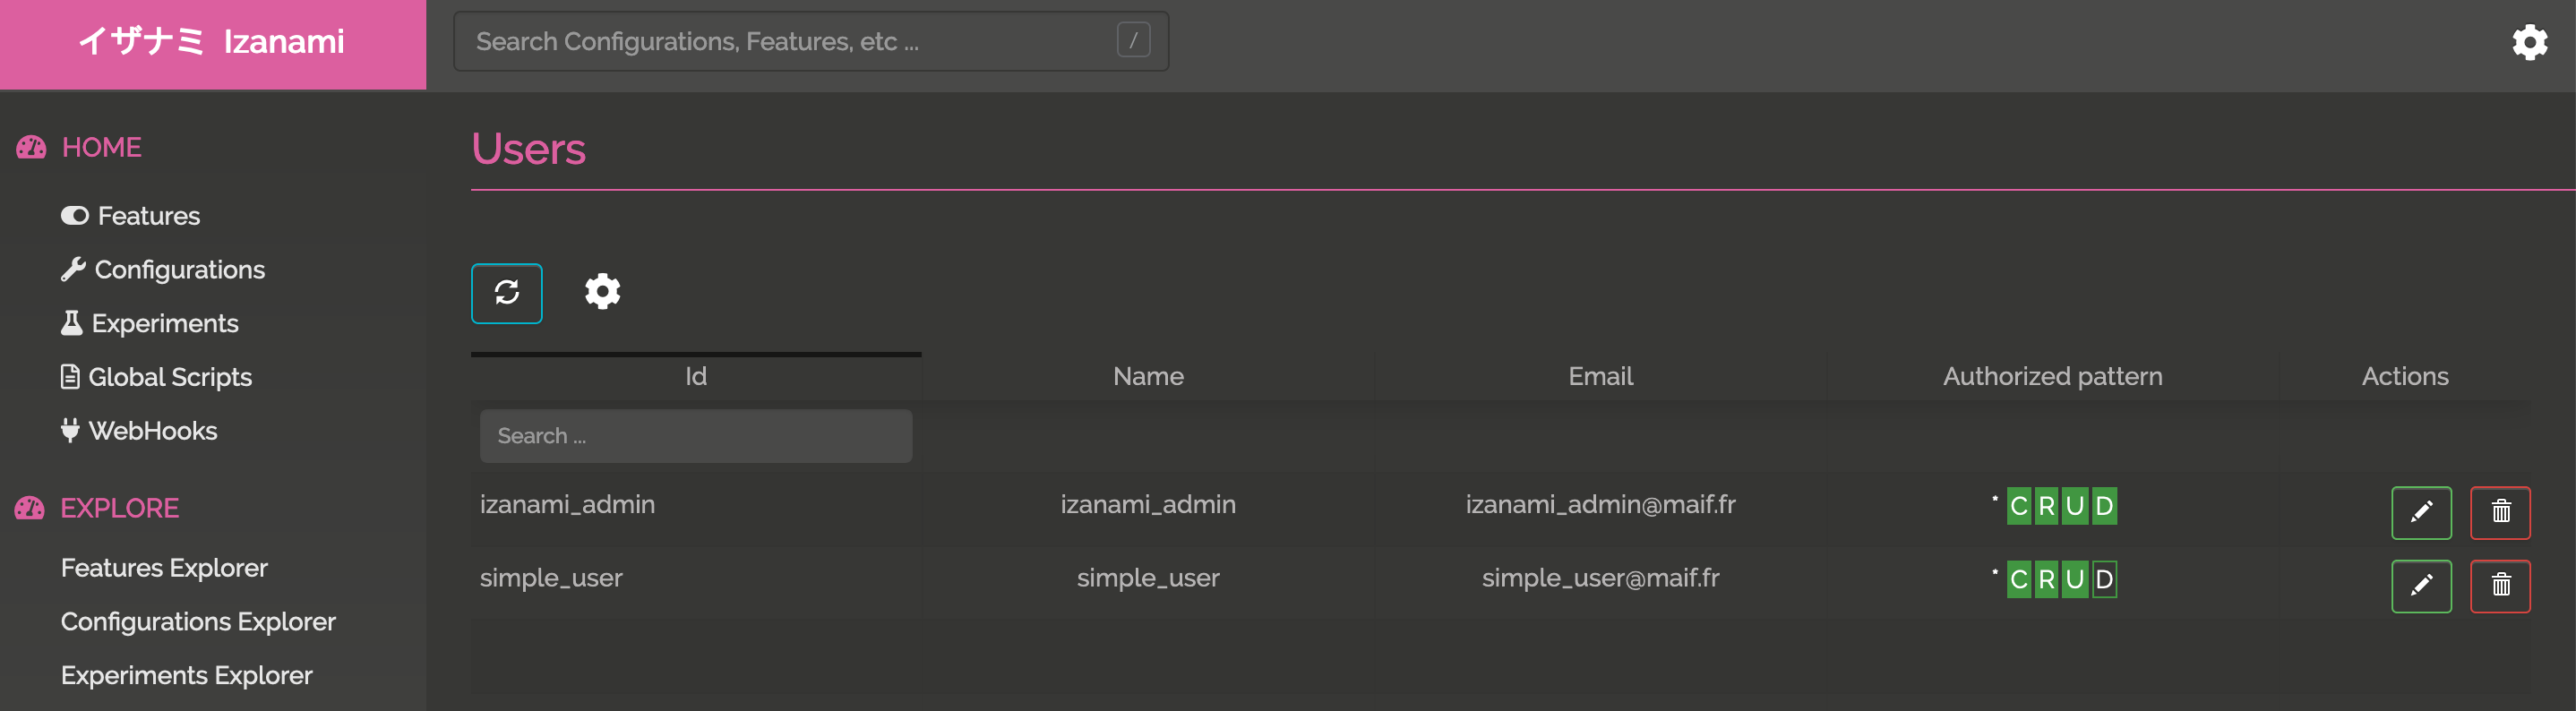 イザナミ Izanami
Search Configurations, Features, etc ... /
HOME
Features
Configurations
Experiments
Global Scripts
WebHooks
EXPLORE
Features Explorer
Configurations Explorer
Experiments Explorer
Users
Id Name Email Authorized pattern Actions
Search ...
izanami_admin izanami_admin izanami_admin@maif.fr * C R U D
simple_user simple_user simple_user@maif.fr * C R U D